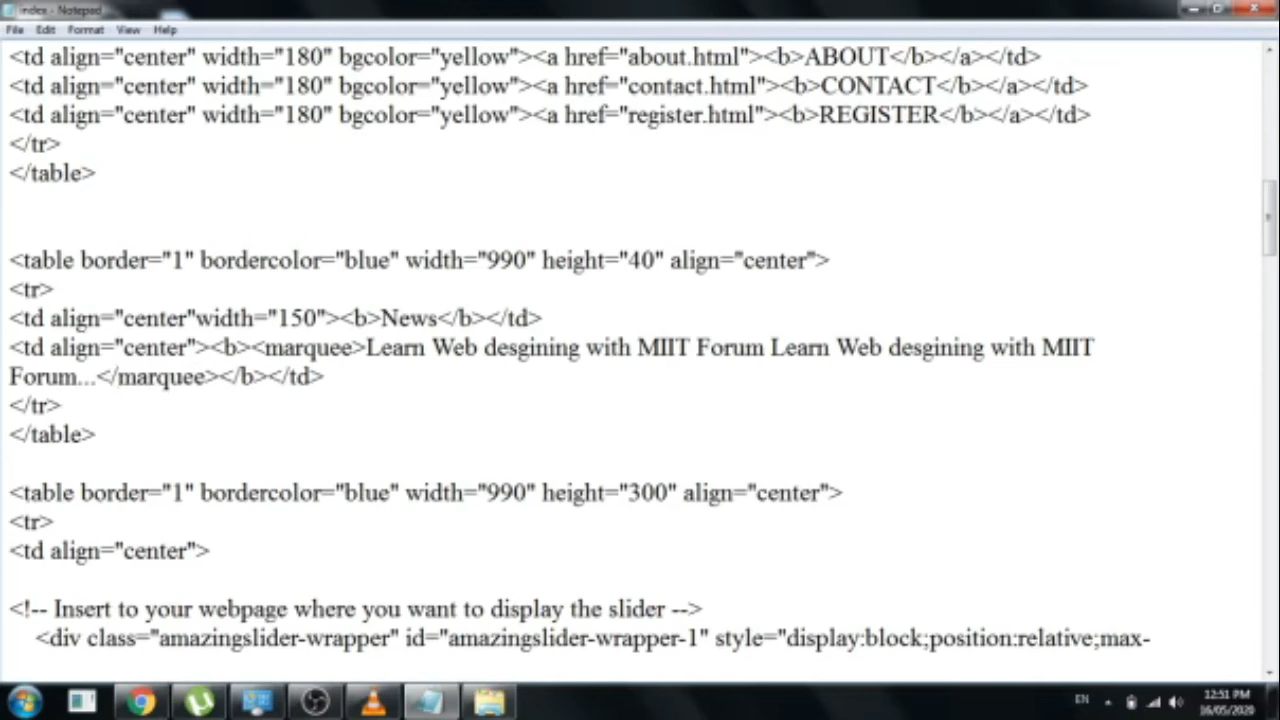 index - Notepad
File Edit Format View Help
<td align="center" width="180" bgcolor="yellow"><a href="about.html"><b>ABOUT</b></a></td>
<td align="center" width="180" bgcolor="yellow"><a href="contact.html"><b>CONTACT</b></a></td>
<td align="center" width="180" bgcolor="yellow"><a href="register.html"><b>REGISTER</b></a></td>
</tr>
</table>
<table border="1" bordercolor="blue" width="990" height="40" align="center">
<tr>
<td align="center"width="150"><b>News</b></td>
<td align="center"><b><marquee>Learn Web desgining with MIIT Forum Learn Web desgining with MIIT
Forum...</marquee></b></td>
</tr>
</table>
<table border="1" bordercolor="blue" width="990" height="300" align="center">
<tr>
<td align="center">
<!-- Insert to your webpage where you want to display the slider -->
<div class="amazingslider-wrapper" id="amazingslider-wrapper-1" style="display:block;position:relative;max-
EN
12:51 PM
16/05/2020